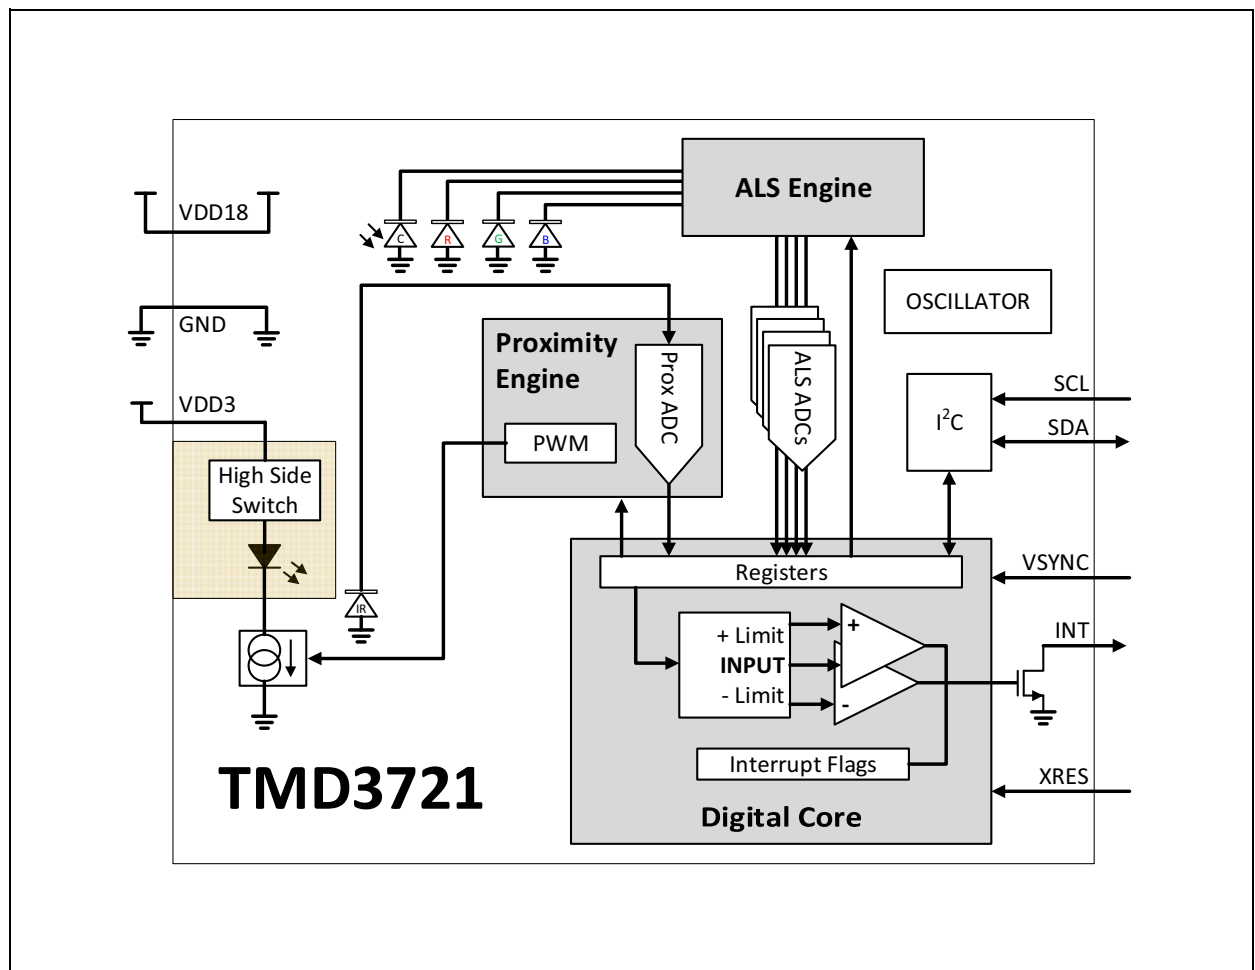 ALS Engine
VDD18
C
R
G
B
GND
OSCILLATOR
Proximity
Engine
Prox ADC
ALS ADCs
PWM
VDD3
High Side
Switch
I²C
SCL
SDA
IR
Registers
VSYNC
+ Limit
INPUT
- Limit
+
-
INT
Interrupt Flags
XRES
TMD3721
Digital Core